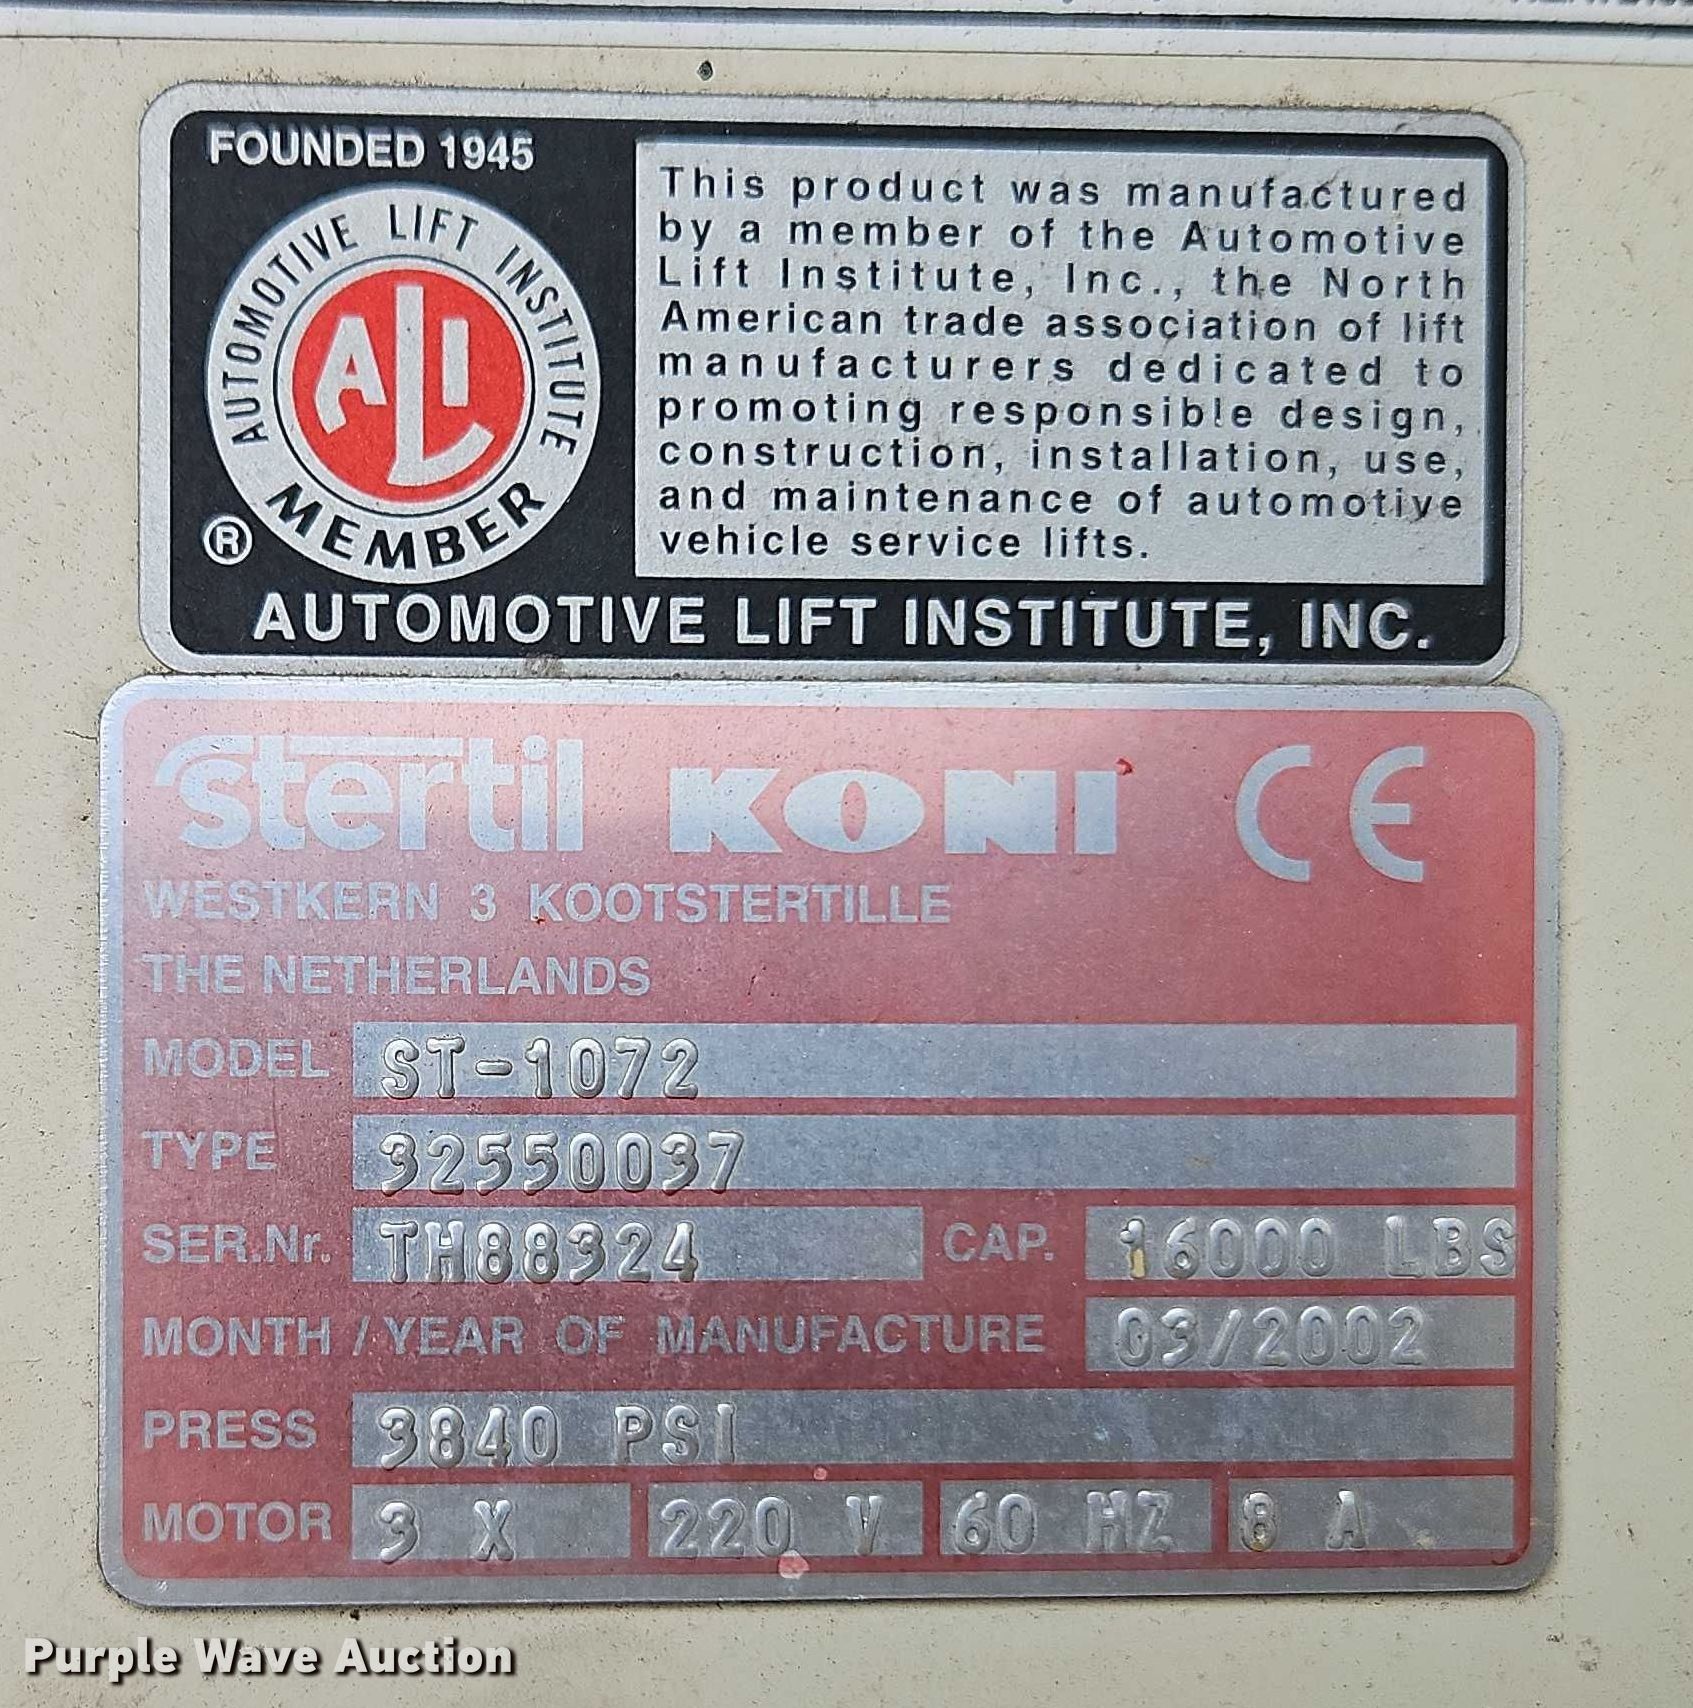 FOUNDED 1945
AUTOMOTIVE LIFT INSTITUTE
ALI
MEMBER
®
This product was manufactured
by a member of the Automotive
Lift Institute, Inc., the North
American trade association of lift
manufacturers dedicated to
promoting responsible design,
construction, installation, use,
and maintenance of automotive
vehicle service lifts.
AUTOMOTIVE LIFT INSTITUTE, INC.
stertil KONI CE
WESTKERN 3 KOOTSTERTILLE
THE NETHERLANDS
MODEL ST-1072
TYPE 32550037
SER.Nr. TH88324 CAP. 16000 LBS
MONTH / YEAR OF MANUFACTURE 03/2002
PRESS 3840 PSI
MOTOR 3 X 220 V 60 HZ 8 A
Purple Wave Auction